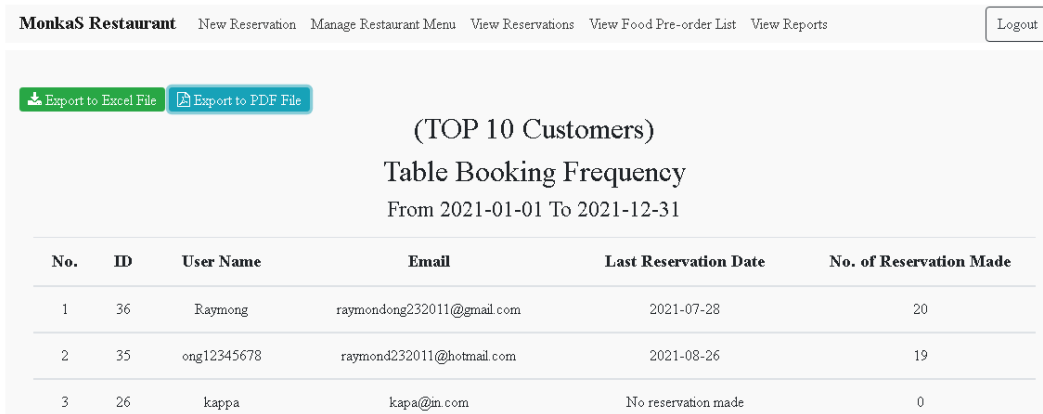 MonkaS Restaurant New Reservation Manage Restaurant Menu View Reservations View Food Pre-order List View Reports Logout
Export to Excel File Export to PDF File
(TOP 10 Customers)
Table Booking Frequency
From 2021-01-01 To 2021-12-31
No. ID User Name Email Last Reservation Date No. of Reservation Made
1 36 Raymong raymondong232011@gmail.com 2021-07-28 20
2 35 ong12345678 raymond232011@hotmail.com 2021-08-26 19
3 26 kappa kapa@in.com No reservation made 0